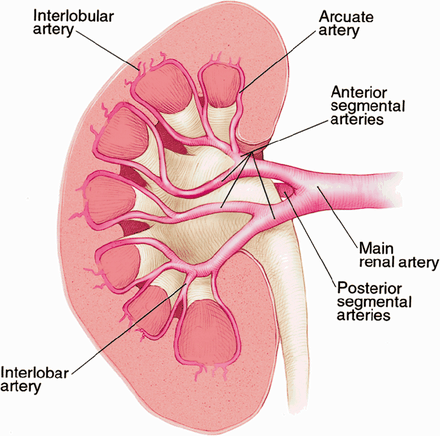 Interlobular
artery
Arcuate
artery
Anterior
segmental
arteries
Main
renal artery
Posterior
segmental
arteries
Interlobar
artery